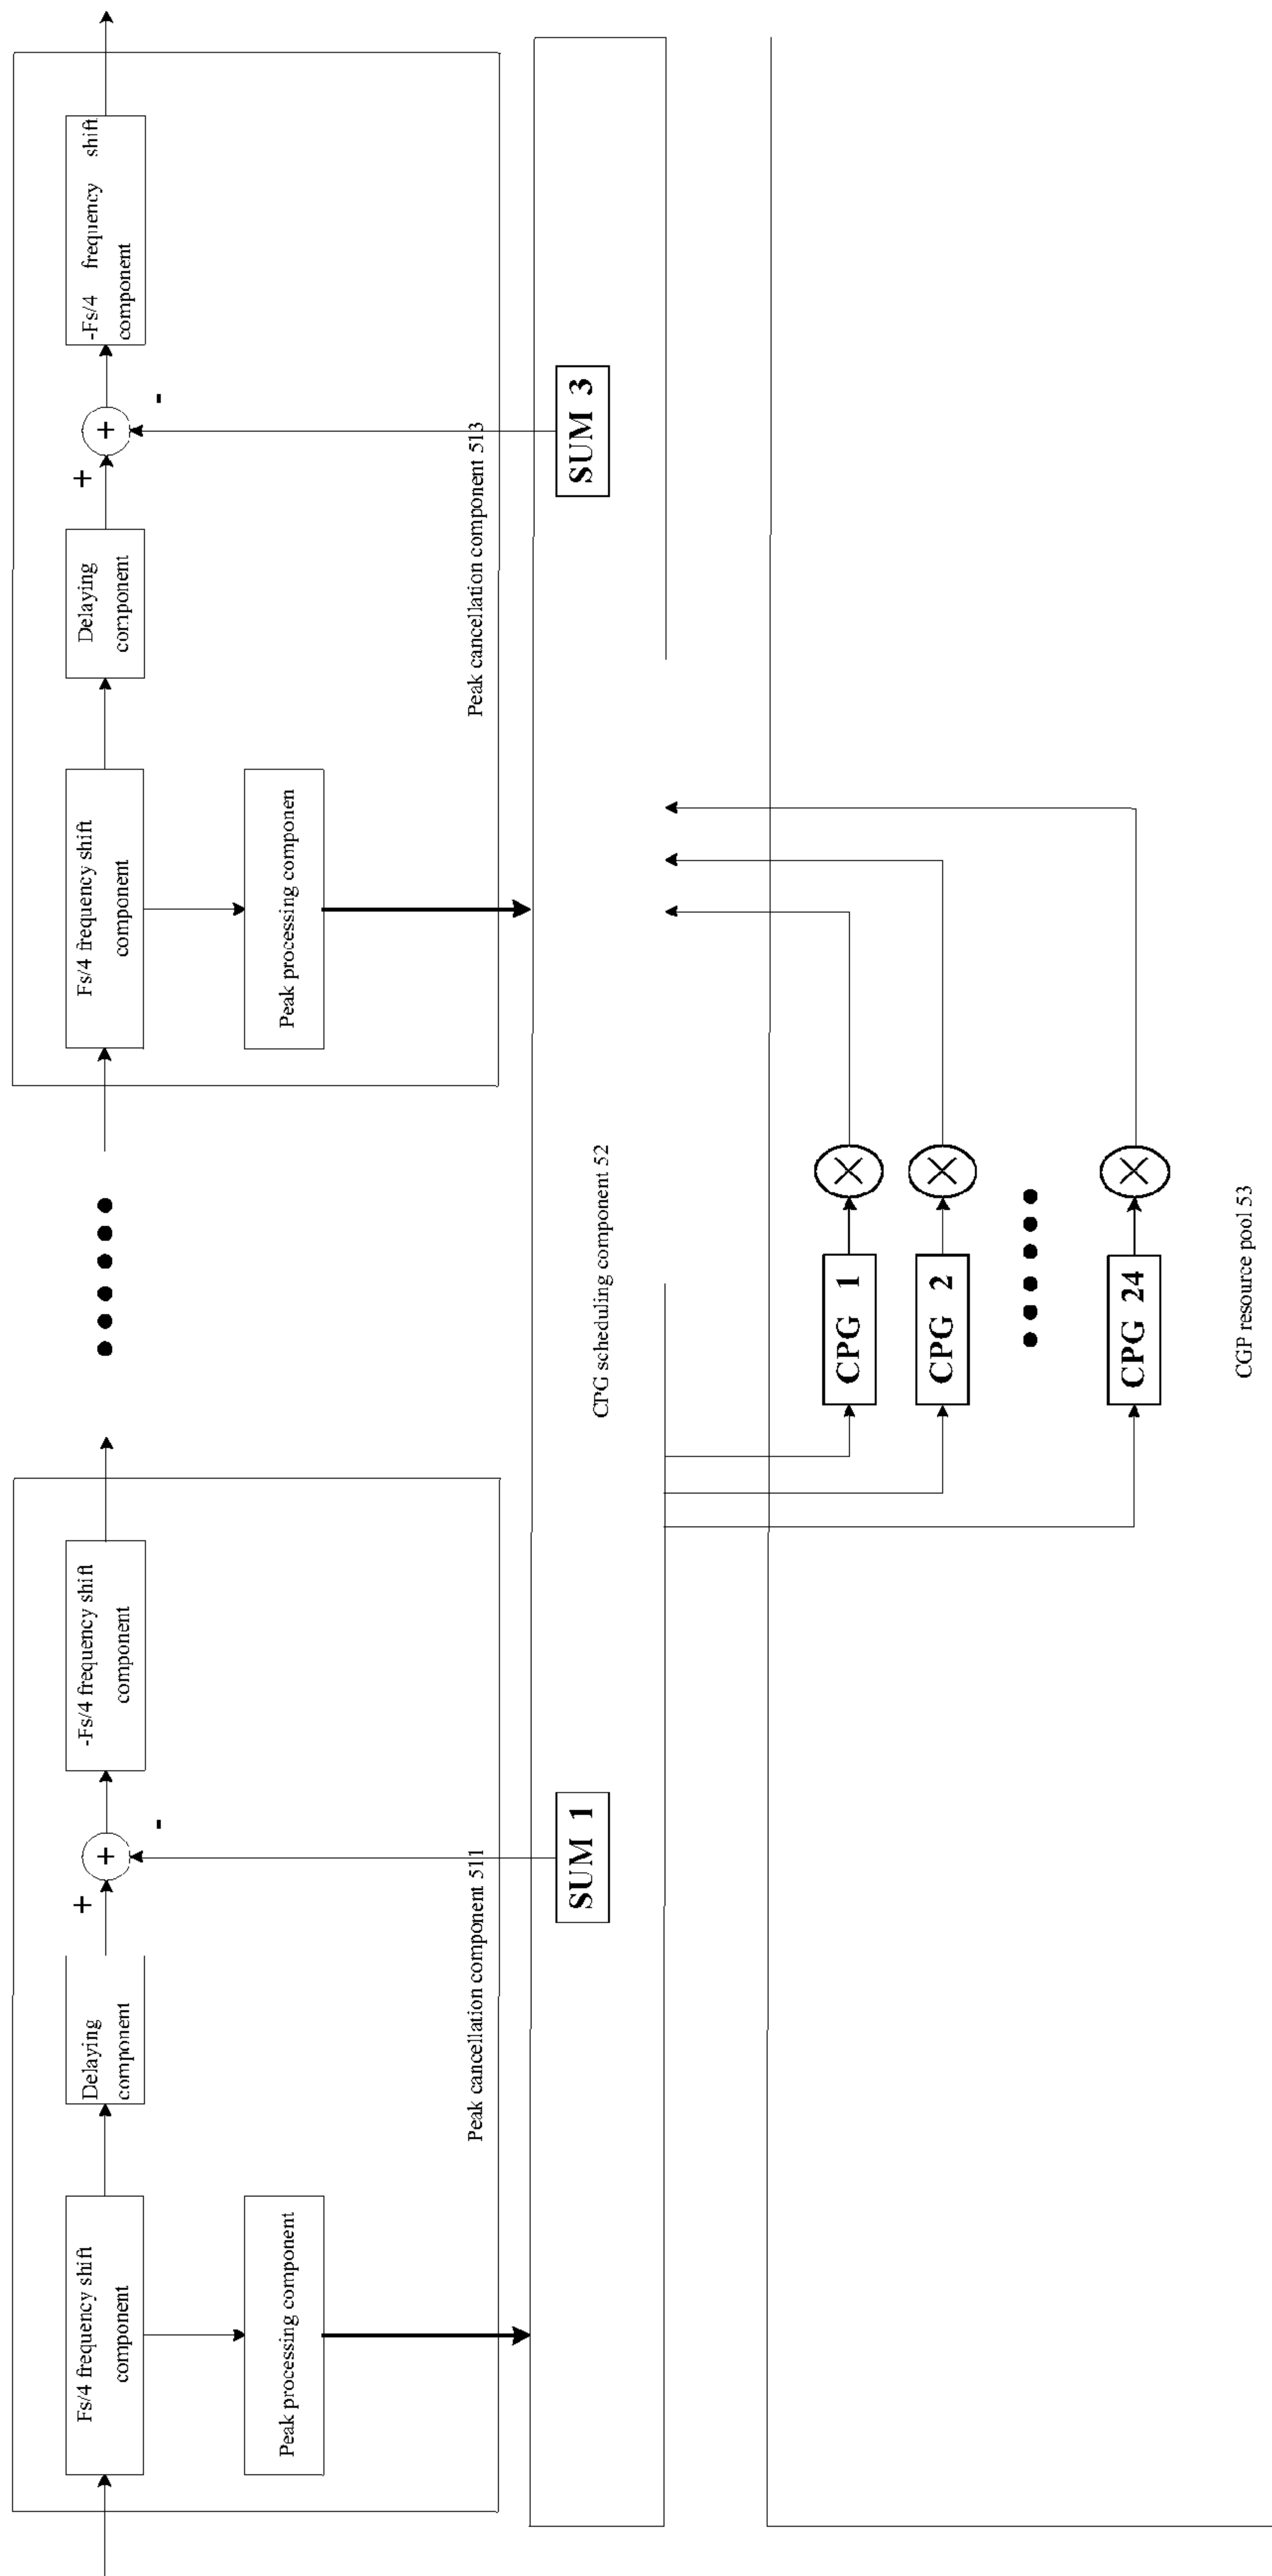 Fs/4 frequency shift
component
Delaying
component
+
+
-
-Fs/4 frequency shift
component
Peak processing component
Peak cancellation component 511
Fs/4 frequency shift
component
Delaying
component
+
+
-
-Fs/4 frequency shift
component
Peak processing componen
Peak cancellation component 513
SUM 1
SUM 3
CPG scheduling component 52
CPG 1
CPG 2
CPG 24
CGP resource pool 53